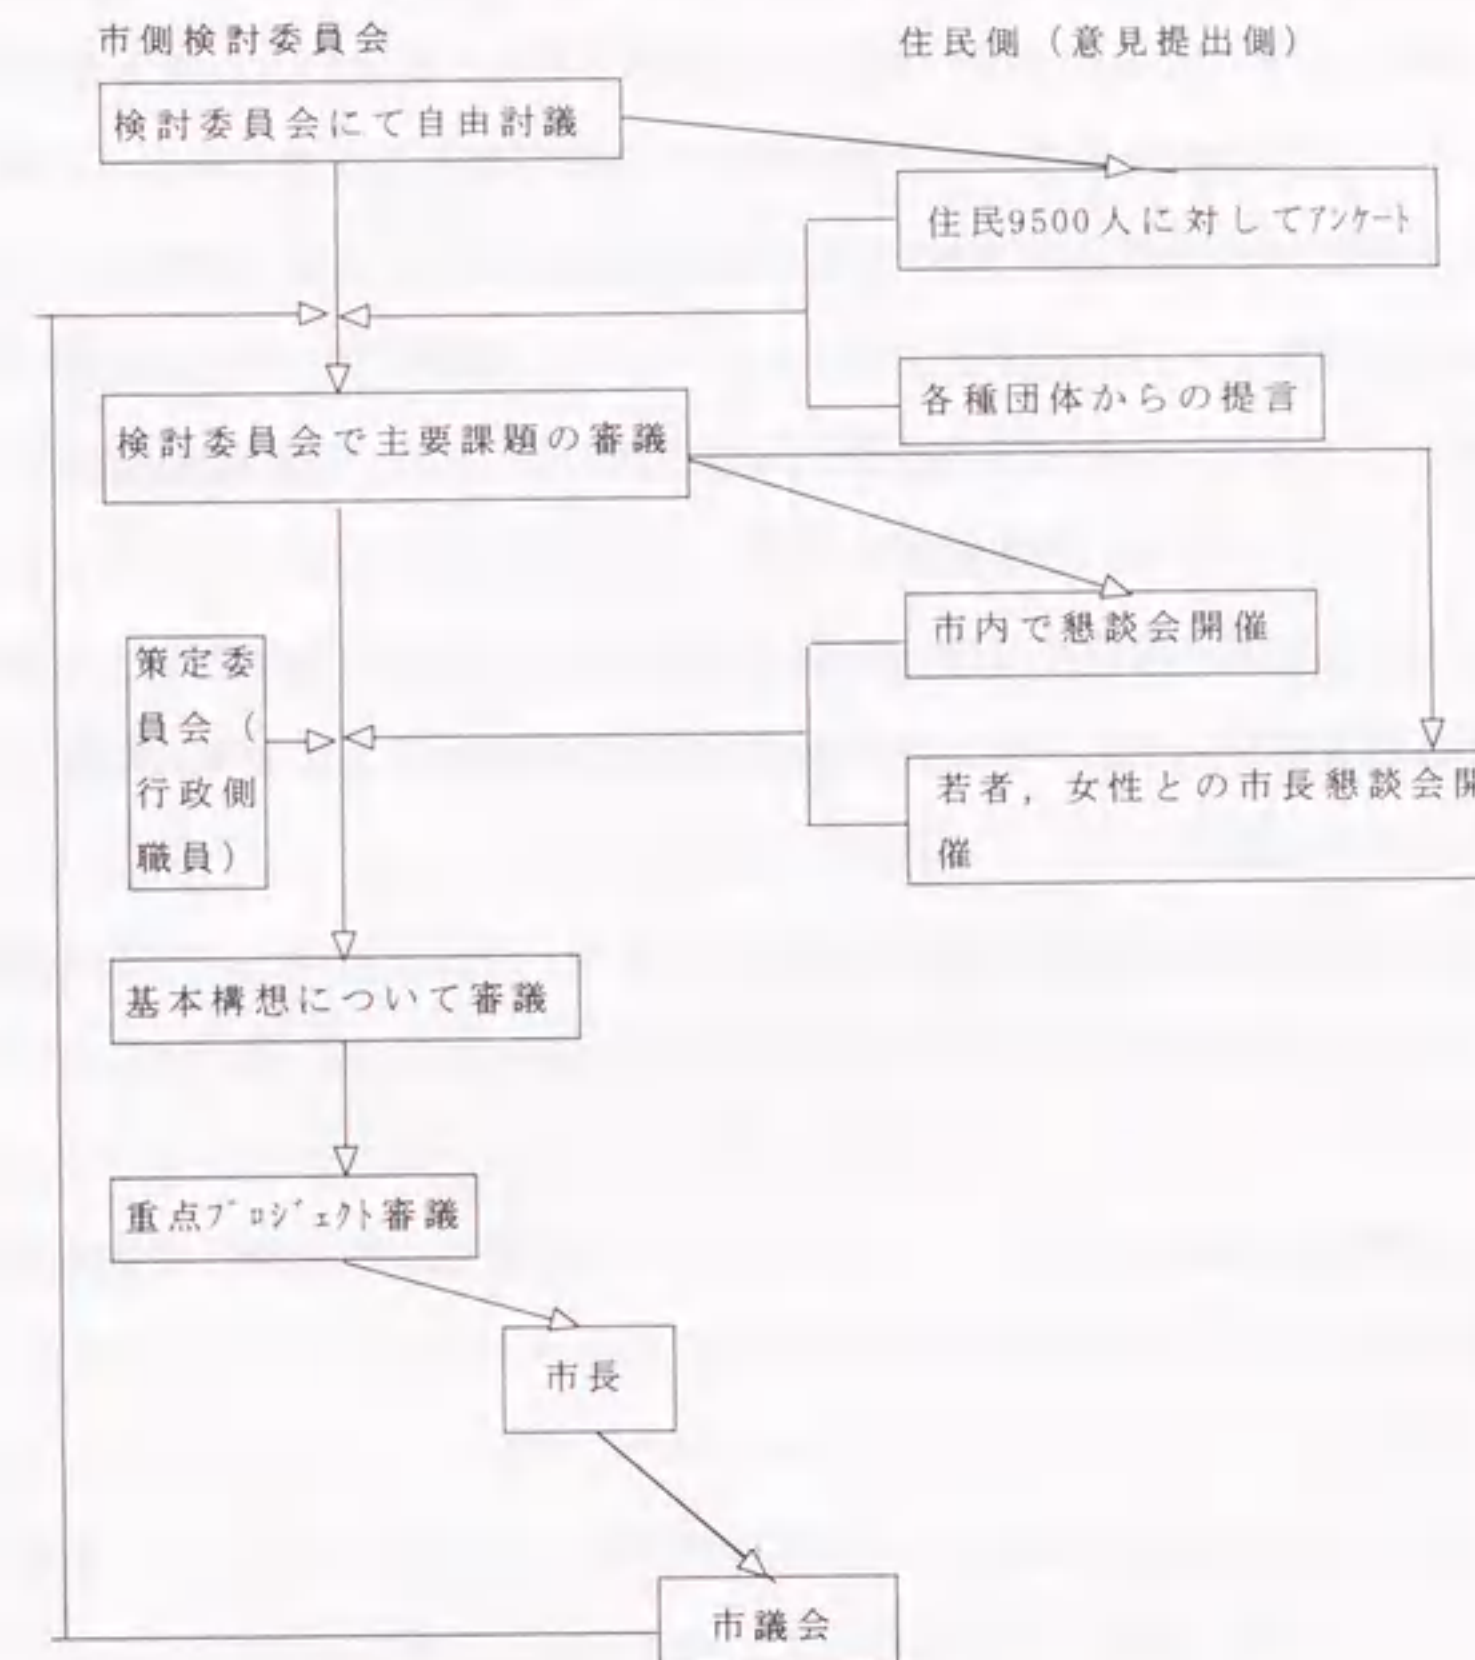 市側検討委員会
住民側（意見提出側）
検討委員会にて自由討議
住民9500人に対してｱﾝｹｰﾄ
各種団体からの提言
検討委員会で主要課題の審議
市内で懇談会開催
策定委
員会（
行政側
職員）
若者，女性との市長懇談会開
催
基本構想について審議
重点ﾌﾟﾛｼﾞｪｸﾄ審議
市長
市議会